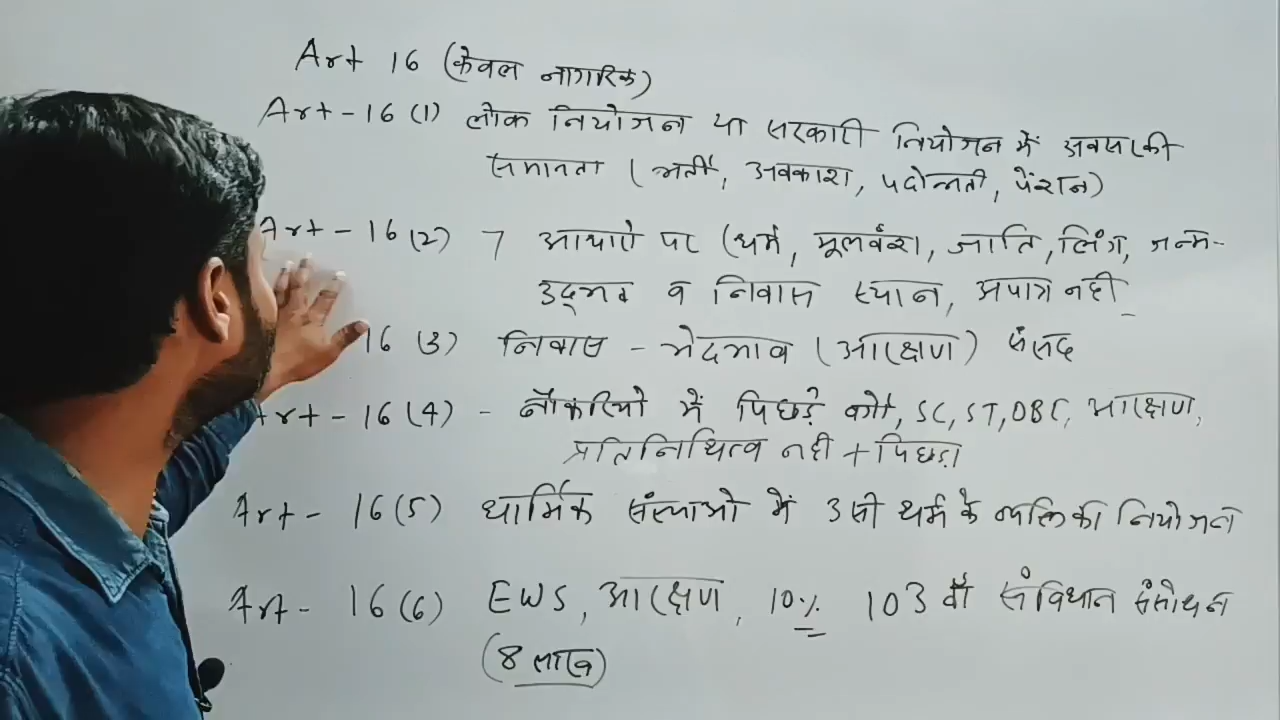 Art 16 (केवल नागरिक)
Art - 16 (1) लोक नियोजन या सरकारी नियोजन में अवसर की
समानता (भर्ती, अवकाश, पदोन्नती, पेंशन)
Art - 16 (2) 7 आधारो पर (धर्म, मूलवंश, जाति, लिंग, जन्म-
उद्भव व निवास स्थान, अपात्र नही
16 (3) निवास - भेदभाव (आरक्षण) संसद
Art - 16 (4) - नौकरियो में पिछड़े वर्गो, SC, ST, OBC, आरक्षण,
प्रतिनिधित्व नही + पिछड़ा
Art - 16 (5) धार्मिक संस्थाओ में उसी धर्म के व्यक्ति की नियोजन
Art - 16 (6) EWS, आरक्षण, 10% 103 वाँ संविधान संसोधन
(8 लाख)